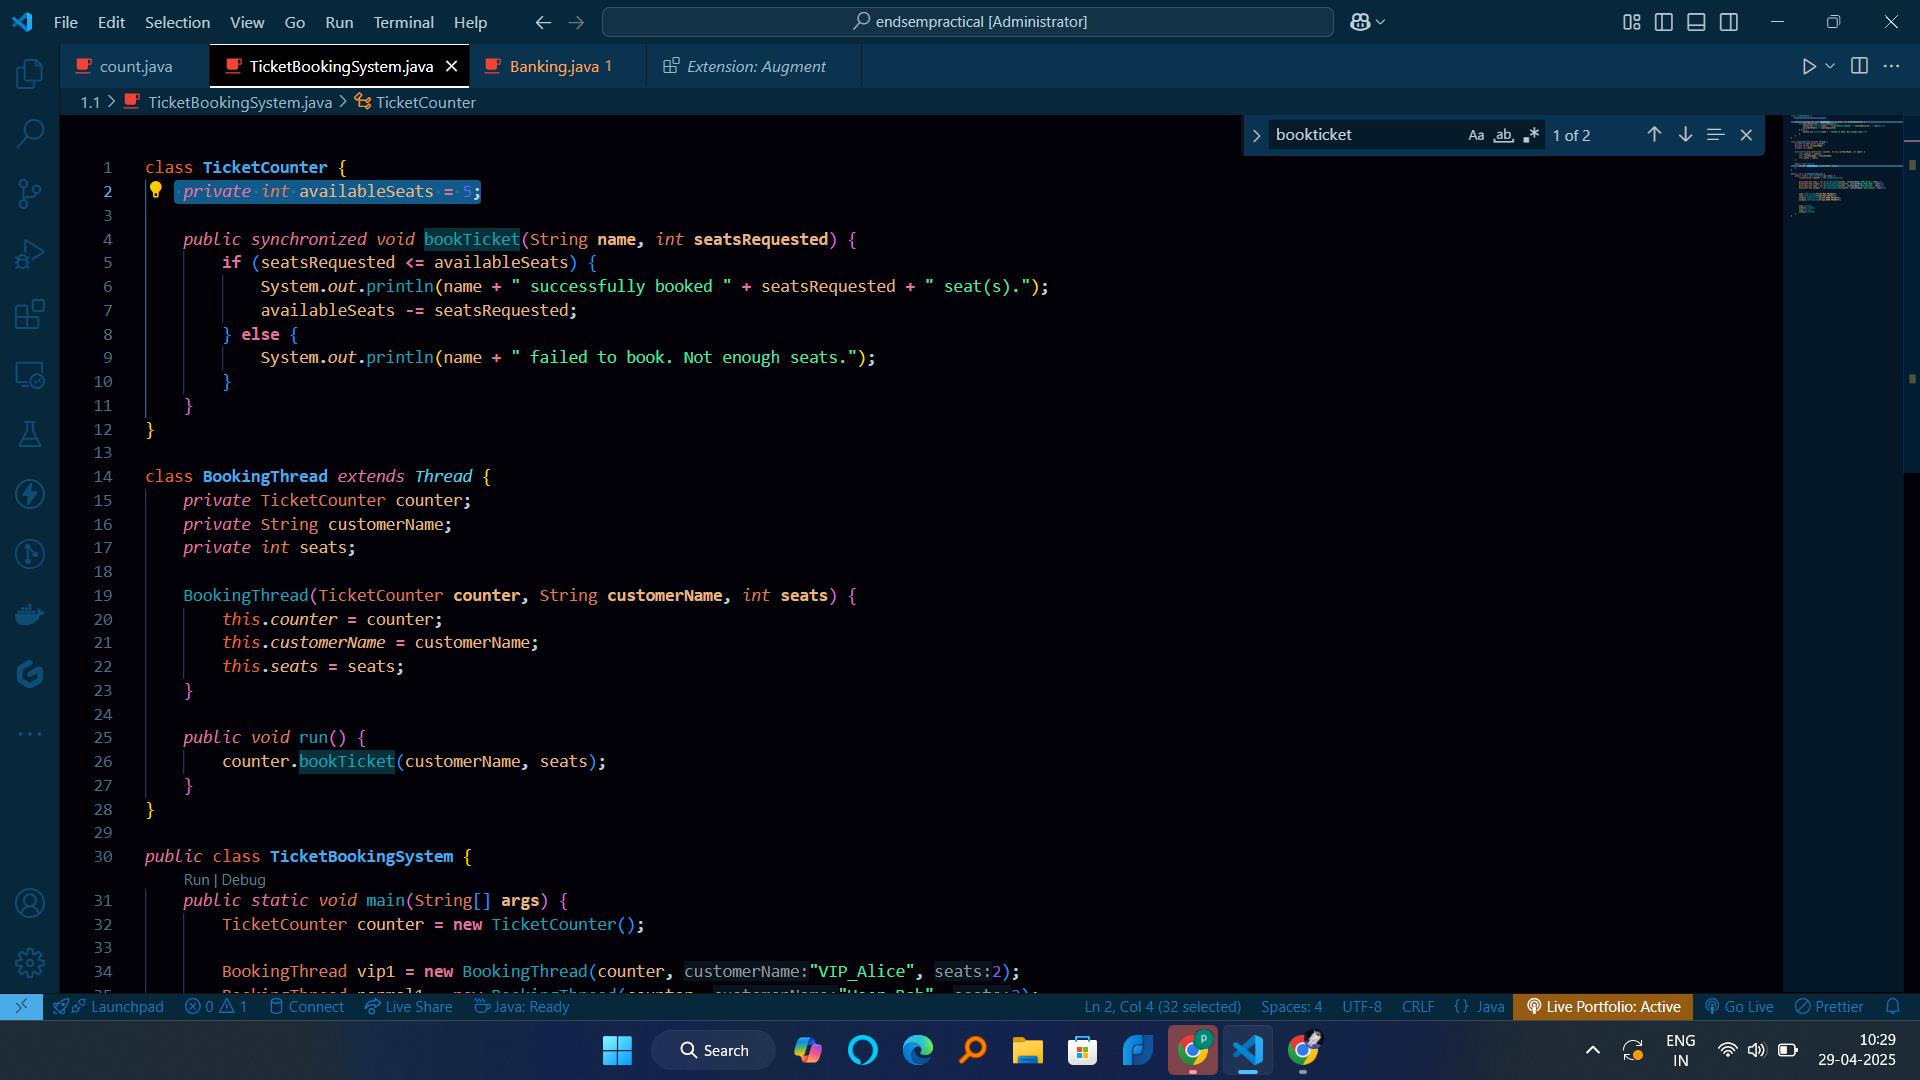 File Edit Selection View Go Run Terminal Help
endsempractical [Administrator]
count.java TicketBookingSystem.java Banking.java 1 Extension: Augment
1.1 > TicketBookingSystem.java > TicketCounter
bookticket Aa ab 1 of 2
1 class TicketCounter {
2 private int availableSeats = 5;
3
4 public synchronized void bookTicket(String name, int seatsRequested) {
5 if (seatsRequested <= availableSeats) {
6 System.out.println(name + " successfully booked " + seatsRequested + " seat(s).");
7 availableSeats -= seatsRequested;
8 } else {
9 System.out.println(name + " failed to book. Not enough seats.");
10 }
11 }
12 }
13
14 class BookingThread extends Thread {
15 private TicketCounter counter;
16 private String customerName;
17 private int seats;
18
19 BookingThread(TicketCounter counter, String customerName, int seats) {
20 this.counter = counter;
21 this.customerName = customerName;
22 this.seats = seats;
23 }
24
25 public void run() {
26 counter.bookTicket(customerName, seats);
27 }
28 }
29
30 public class TicketBookingSystem {
Run | Debug
31 public static void main(String[] args) {
32 TicketCounter counter = new TicketCounter();
33
34 BookingThread vip1 = new BookingThread(counter, customerName:"VIP_Alice", seats:2);
Launchpad 0 1 Connect Live Share Java: Ready Ln 2, Col 4 (32 selected) Spaces: 4 UTF-8 CRLF {} Java Live Portfolio: Active Go Live Prettier
Search
ENG
IN
10:29
29-04-2025